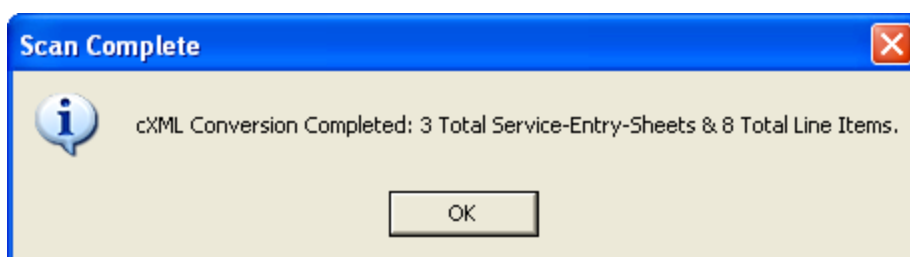 Scan Complete
cXML Conversion Completed: 3 Total Service-Entry-Sheets & 8 Total Line Items.
OK